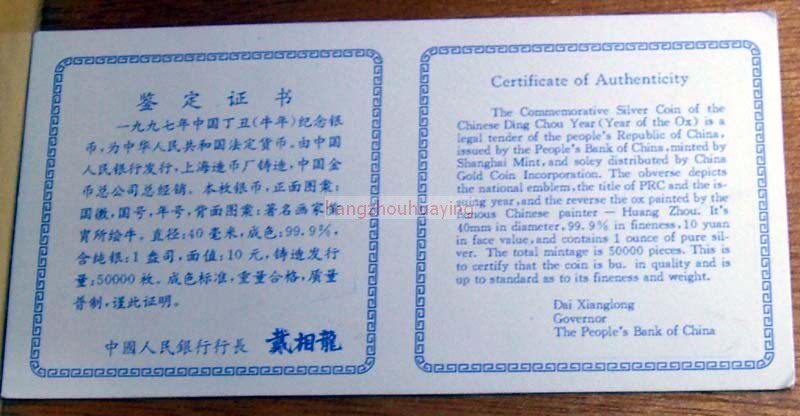 鉴定证书
一九九七年中国丁丑(牛年)纪念银
币,为中华人民共和国法定货币。由中国
人民银行发行,上海造币厂铸造,中国金
币总公司总经销。本枚银币,正面图案:
国徽,国号,年号,背面图案:著名画家
胄所绘牛。直径:40毫米,成色:99.9%,
含纯银:1盎司,面值:10元,铸造发行
量:50000枚。成色标准,重量合格,质量
普制,谨此证明。
中國人民銀行行長 戴相龍
Certificate of Authenticity
The Commemorative Silver Coin of the
Chinese Ding Chou Year (Year of the Ox) is a
legal tender of the people's Republic of China,
issued by the People's Bank of China, minted by
Shanghai Mint, and soley distributed by China
Gold Coin Incorporation. The obverse depicts
the national emblem, the title of PRC and the is-
suing year, and the reverse the ox painted by the
famous Chinese painter — Huang Zhou. It's
40mm in diameter, 99.9% in fineness, 10 yuan
in face value, and contains 1 ounce of pure sil-
ver. The total mintage is 50000 pieces. This is
to certify that the coin is bu. in quality and is
up to standard as to its fineness and weight.
Dai Xianglong
Governor
The People's Bank of China
hangzhouhuaying